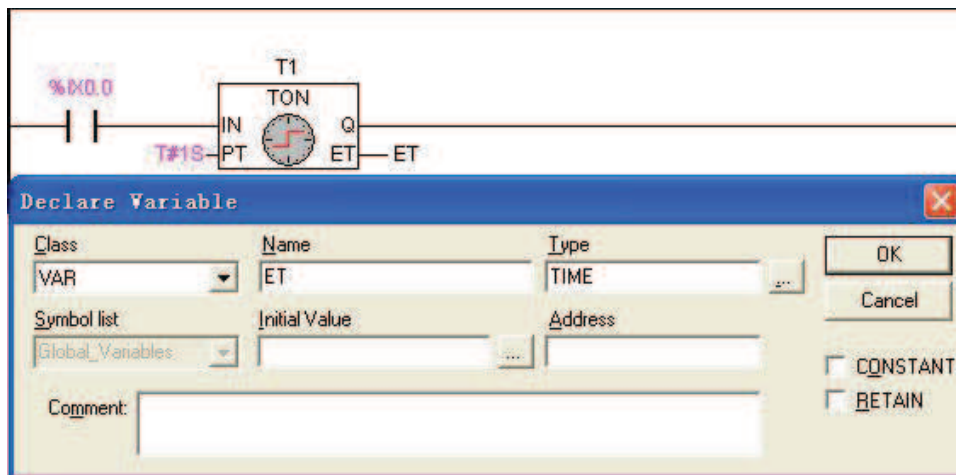 T1
%IX0.0
TON
IN Q
T#1S PT ET ET
Declare Variable
Class Name Type
VAR ET TIME ... OK
Symbol list Initial Value Address Cancel
Global_Variables ...
CONSTANT
Comment: RETAIN